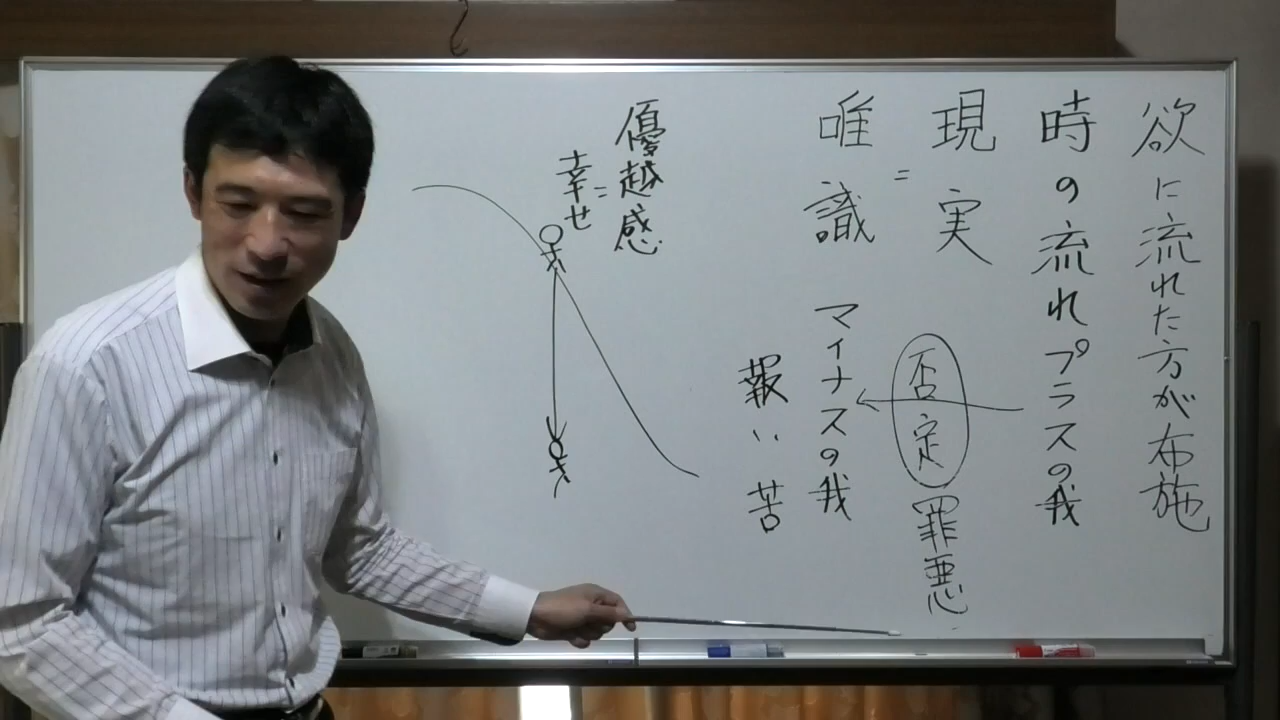 欲に流れた方が布施
時の流れプラスの我
現実
否定罪悪
=
唯識マイナスの我
報い苦
優越感
=
幸せ